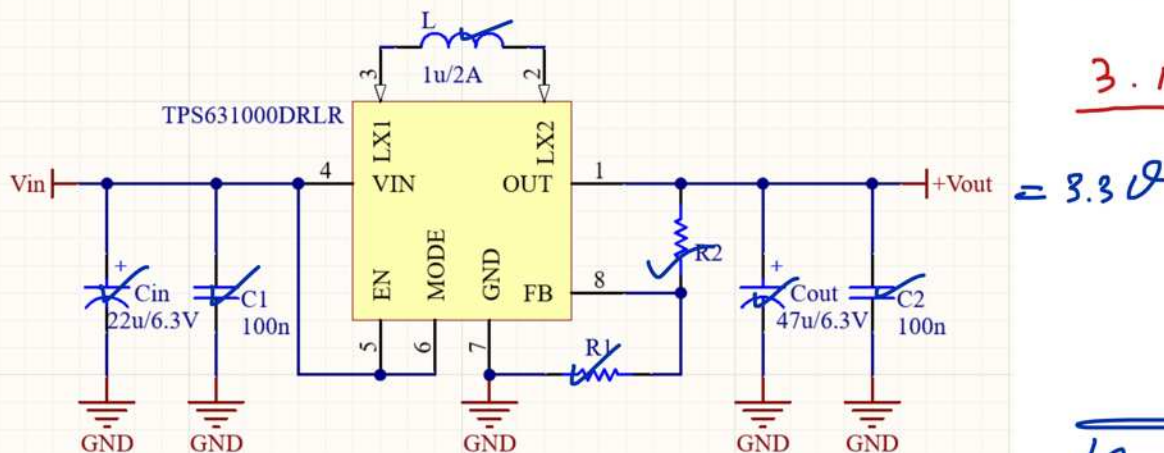 L
1u/2A
3
2
TPS631000DRLR
LX1
LX2
3.
Vin
4
VIN
OUT
1
+Vout
= 3.3
EN
MODE
GND
FB
8
R2
+
Cin
22u/6.3V
C1
100n
+
Cout
47u/6.3V
C2
100n
5
6
7
R1
GND
GND
GND
GND
GND